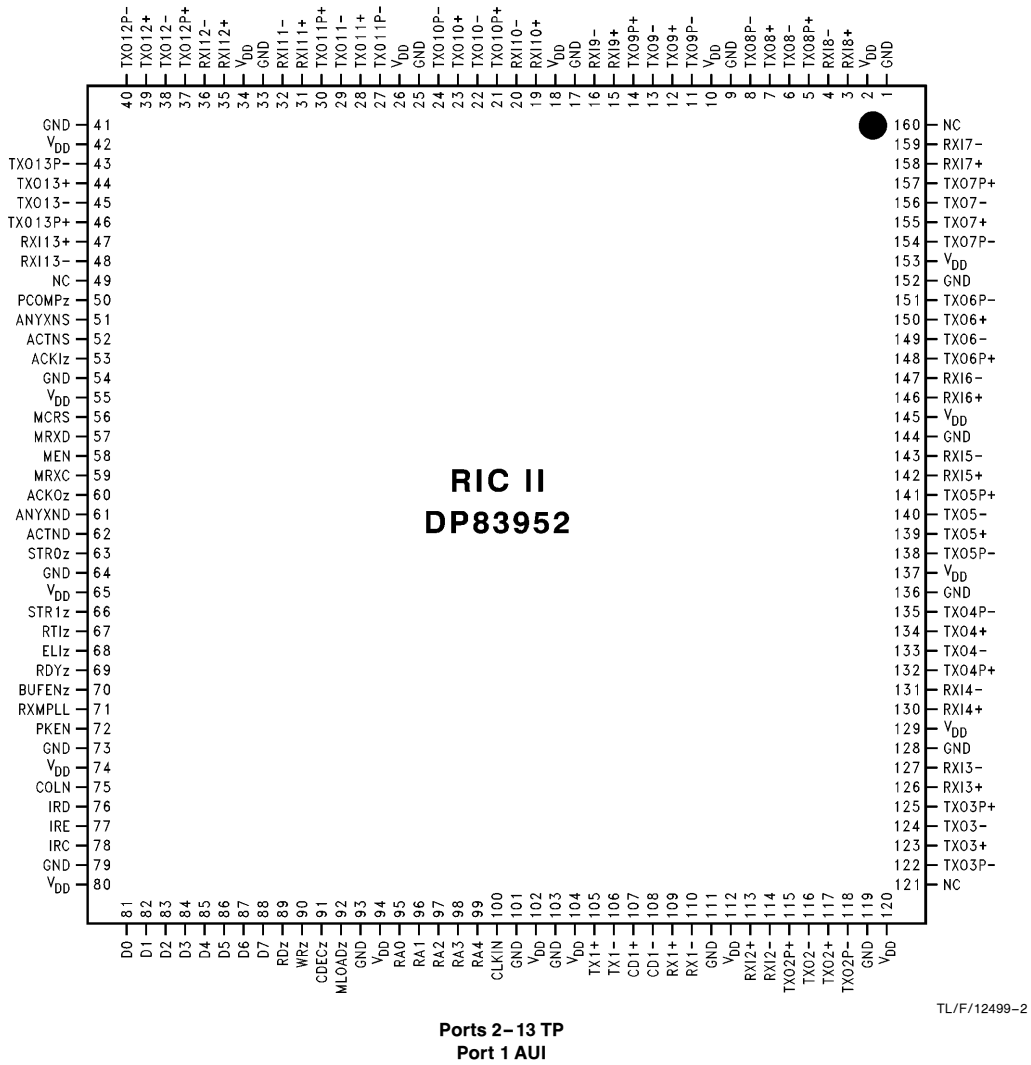 TXO12P-
TXO12+
TXO12-
TXO12P+
RXI12-
RXI12+
VDD
GND
RXI11-
RXI11+
TXO11P+
TXO11-
TXO11+
TXO11P-
VDD
GND
TXO10P-
TXO10+
TXO10-
TXO10P+
RXI10-
RXI10+
VDD
GND
RXI9-
RXI9+
TXO9P+
TXO9-
TXO9+
TXO9P-
VDD
GND
TXO8P-
TXO8+
TXO8-
TXO8P+
RXI8-
RXI8+
VDD
GND
40 39 38 37 36 35 34 33 32 31 30 29 28 27 26 25 24 23 22 21 20 19 18 17 16 15 14 13 12 11 10 9 8 7 6 5 4 3 2 1
GND 41
VDD 42
TXO13P- 43
TXO13+ 44
TXO13- 45
TXO13P+ 46
RXI13+ 47
RXI13- 48
NC 49
PCOMPz 50
ANYXNS 51
ACTNS 52
ACKIz 53
GND 54
VDD 55
MCRS 56
MRXD 57
MEN 58
MRXC 59
ACKOz 60
ANYXND 61
ACTND 62
STR0z 63
GND 64
VDD 65
STR1z 66
RTIz 67
ELIz 68
RDYz 69
BUFENz 70
RXMPLL 71
PKEN 72
GND 73
VDD 74
COLN 75
IRD 76
IRE 77
IRC 78
GND 79
VDD 80
RIC II
DP83952
160 NC
159 RXI7-
158 RXI7+
157 TXO7P+
156 TXO7-
155 TXO7+
154 TXO7P-
153 VDD
152 GND
151 TXO6P-
150 TXO6+
149 TXO6-
148 TXO6P+
147 RXI6-
146 RXI6+
145 VDD
144 GND
143 RXI5-
142 RXI5+
141 TXO5P+
140 TXO5-
139 TXO5+
138 TXO5P-
137 VDD
136 GND
135 TXO4P-
134 TXO4+
133 TXO4-
132 TXO4P+
131 RXI4-
130 RXI4+
129 VDD
128 GND
127 RXI3-
126 RXI3+
125 TXO3P+
124 TXO3-
123 TXO3+
122 TXO3P-
121 NC
81 82 83 84 85 86 87 88 89 90 91 92 93 94 95 96 97 98 99 100 101 102 103 104 105 106 107 108 109 110 111 112 113 114 115 116 117 118 119 120
D0
D1
D2
D3
D4
D5
D6
D7
RDz
WRz
CDECz
MLOADz
GND
VDD
RA0
RA1
RA2
RA3
RA4
CLKIN
GND
VDD
GND
VDD
TX1+
TX1-
CD1+
CD1-
RX1+
RX1-
GND
VDD
RXI2+
RXI2-
TXO2P+
TXO2-
TXO2+
TXO2P-
GND
VDD
TL/F/12499-2
Ports 2-13 TP
Port 1 AUI